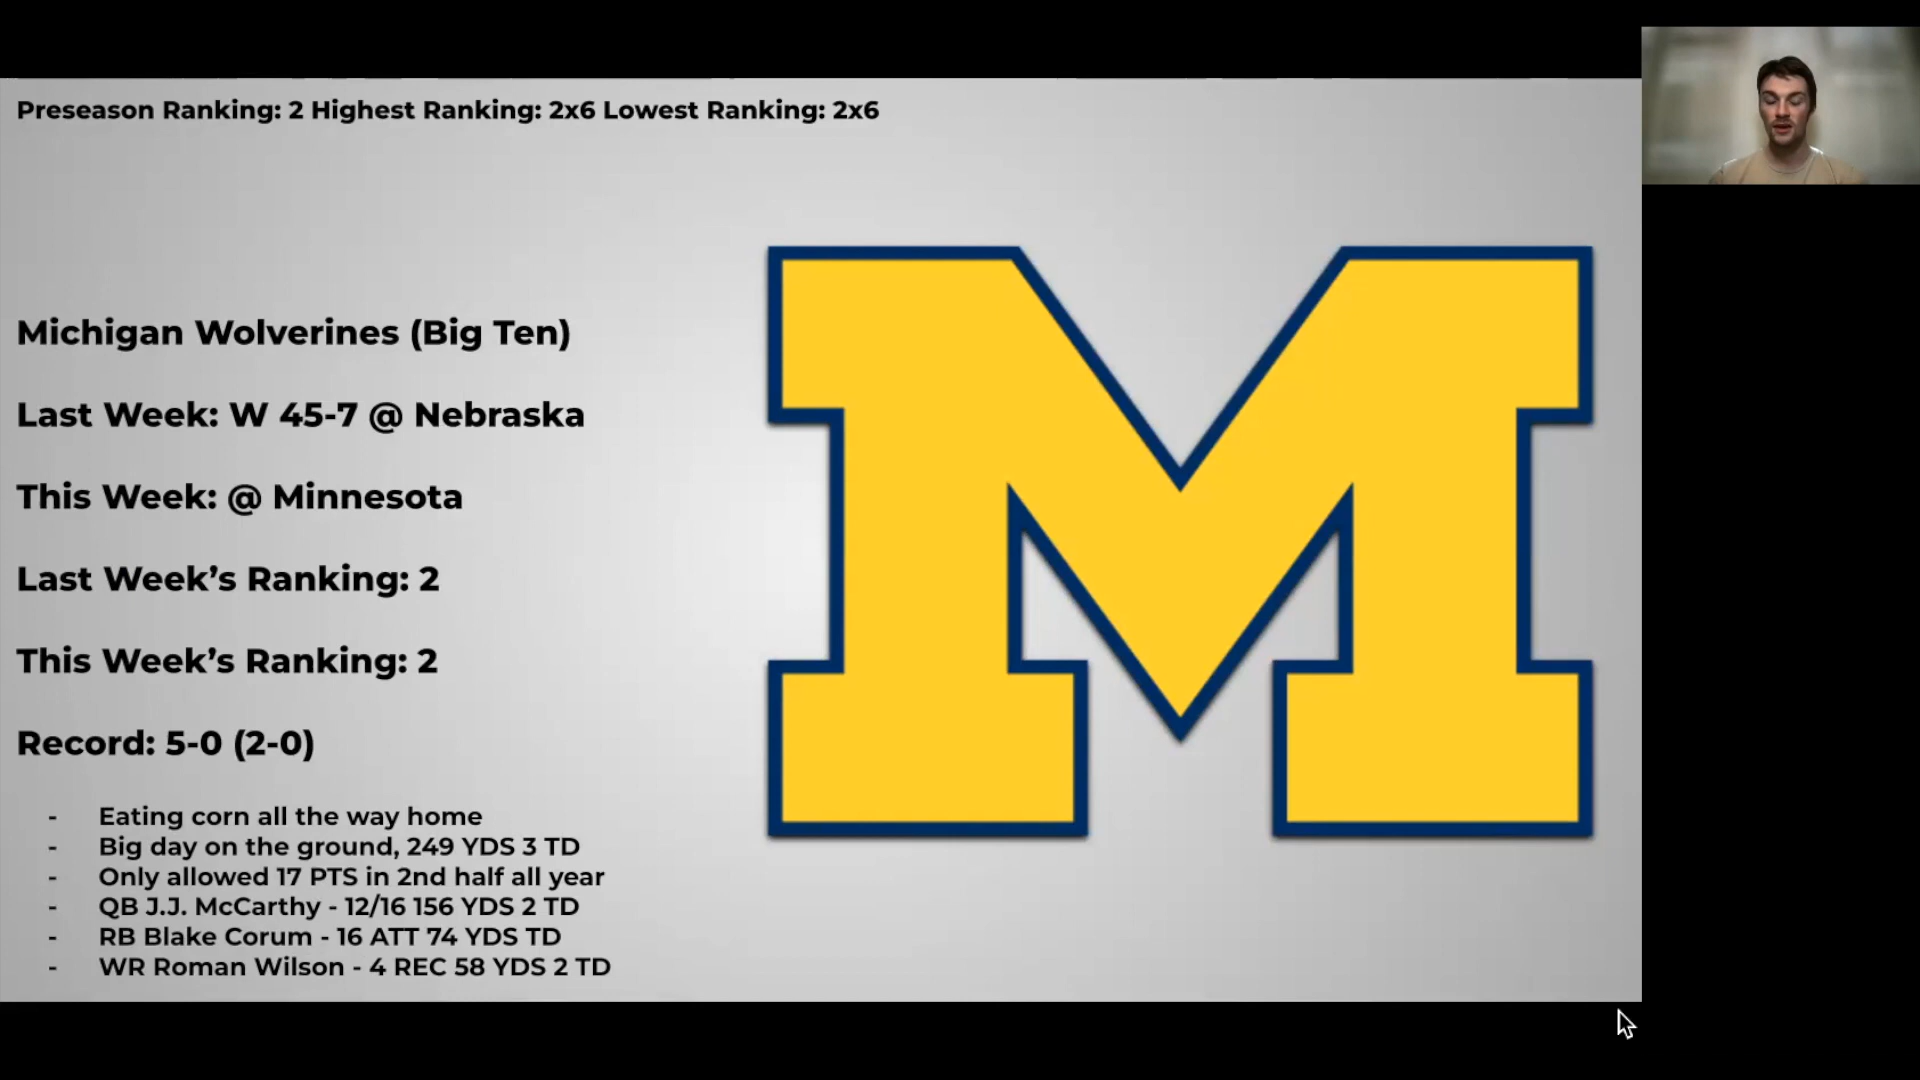 Preseason Ranking: 2 Highest Ranking: 2x6 Lowest Ranking: 2x6
Michigan Wolverines (Big Ten)
Last Week: W 45-7 @ Nebraska
This Week: @ Minnesota
Last Week’s Ranking: 2
This Week’s Ranking: 2
Record: 5-0 (2-0)
- Eating corn all the way home
- Big day on the ground, 249 YDS 3 TD
- Only allowed 17 PTS in 2nd half all year
- QB J.J. McCarthy - 12/16 156 YDS 2 TD
- RB Blake Corum - 16 ATT 74 YDS TD
- WR Roman Wilson - 4 REC 58 YDS 2 TD
M